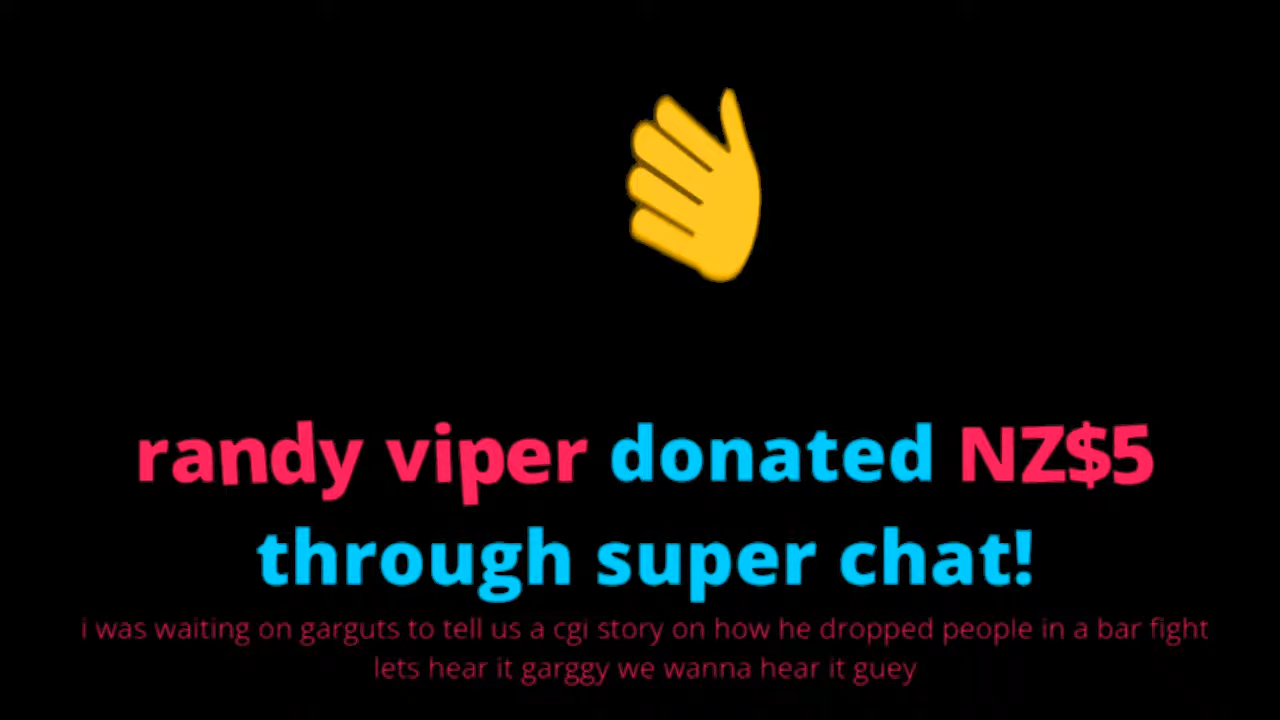 randy viper donated NZ$5
through super chat!
i was waiting on garguts to tell us a cgi story on how he dropped people in a bar fight
lets hear it garggy we wanna hear it guey